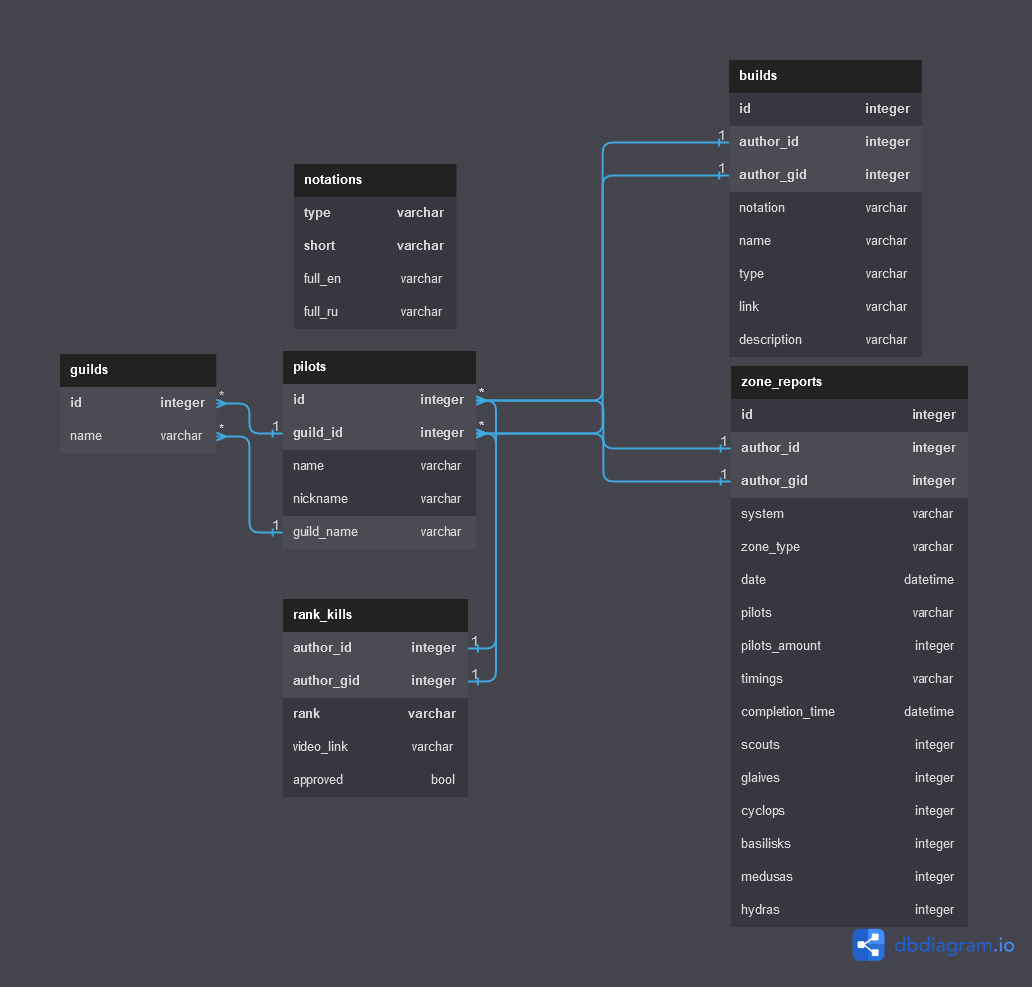 builds
id integer
1 author_id integer
1 author_gid integer
notation varchar
name varchar
type varchar
link varchar
description varchar
notations
type varchar
short varchar
full_en varchar
full_ru varchar
guilds
id integer *
name varchar *
pilots
id integer *
1 guild_id integer *
name varchar
nickname varchar
1 guild_name varchar
zone_reports
id integer
1 author_id integer
1 author_gid integer
system varchar
zone_type varchar
date datetime
pilots varchar
pilots_amount integer
timings varchar
completion_time datetime
scouts integer
glaives integer
cyclops integer
basilisks integer
medusas integer
hydras integer
rank_kills
author_id integer 1
author_gid integer 1
rank varchar
video_link varchar
approved bool
dbdiagram.io